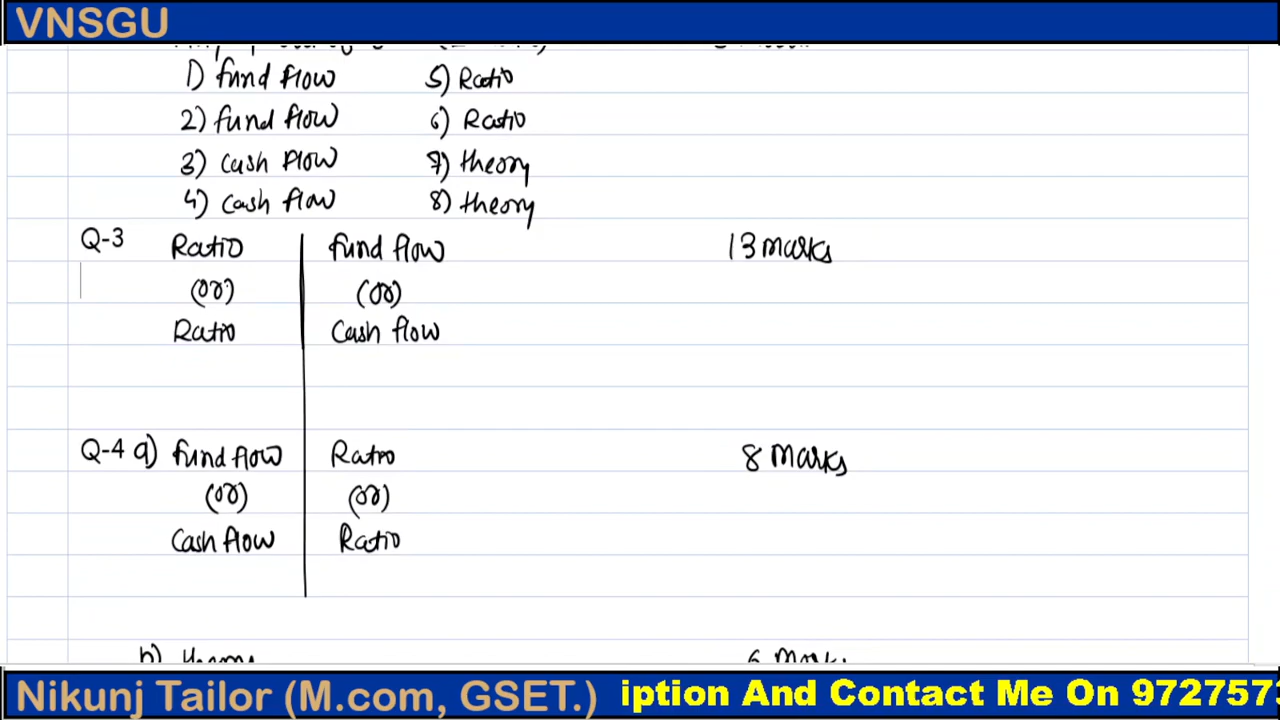 VNSGU
1) fund flow 5) Ratio
2) fund flow 6) Ratio
3) Cash flow 7) theory
4) Cash flow 8) theory
Q-3 Ratio fund flow 13 marks
(OR) (OR)
Ratio Cash flow
Q-4 a) fund flow Ratio 8 Marks
(OR) (OR)
Cash flow Ratio
Nikunj Tailor (M.com, GSET.) iption And Contact Me On 972757